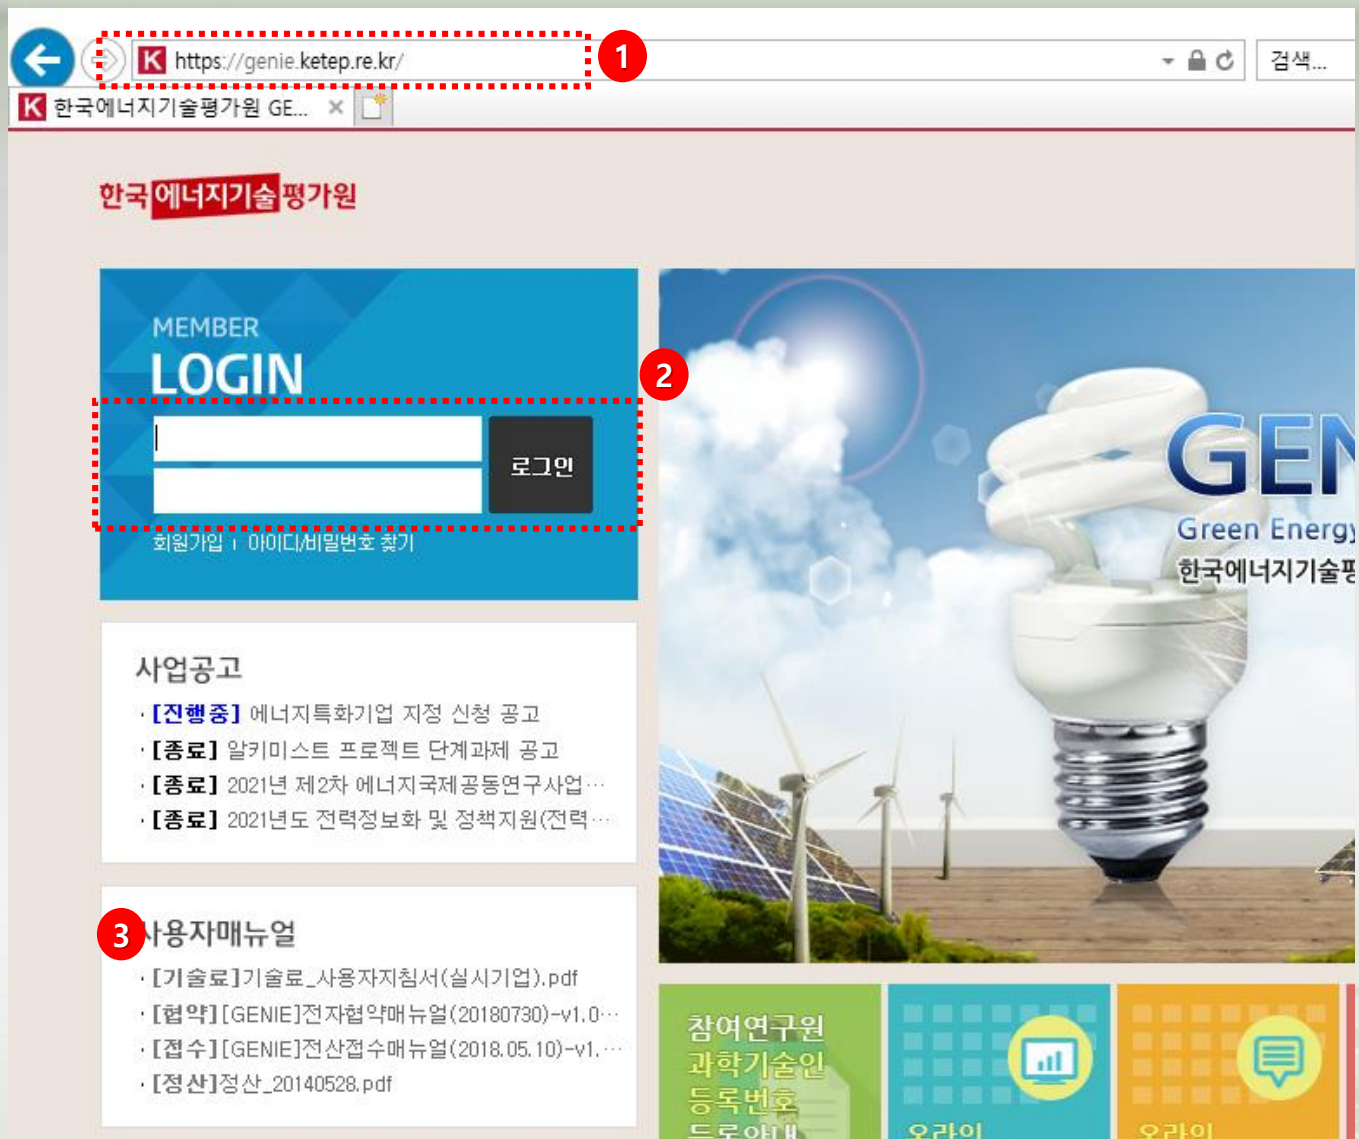 https://genie.ketep.re.kr/
1
검색...
한국에너지기술평가원 GE...
한국에너지기술평가원
MEMBER
LOGIN
2
로그인
회원가입 | 아이디/비밀번호 찾기
GEN
Green Energy
한국에너지기술평
사업공고
· [진행중] 에너지특화기업 지정 신청 공고
· [종료] 알키미스트 프로젝트 단계과제 공고
· [종료] 2021년 제2차 에너지국제공동연구사업…
· [종료] 2021년도 전력정보화 및 정책지원(전력…
3
사용자매뉴얼
· [기술료]기술료_사용자지침서(실시기업).pdf
· [협약][GENIE]전자협약매뉴얼(20180730)-v1.0…
· [접수][GENIE]전산접수매뉴얼(2018.05.10)-v1.…
· [정산]정산_20140528.pdf
참여연구원
과학기술인
등록번호
등록안내
온라인
온라인